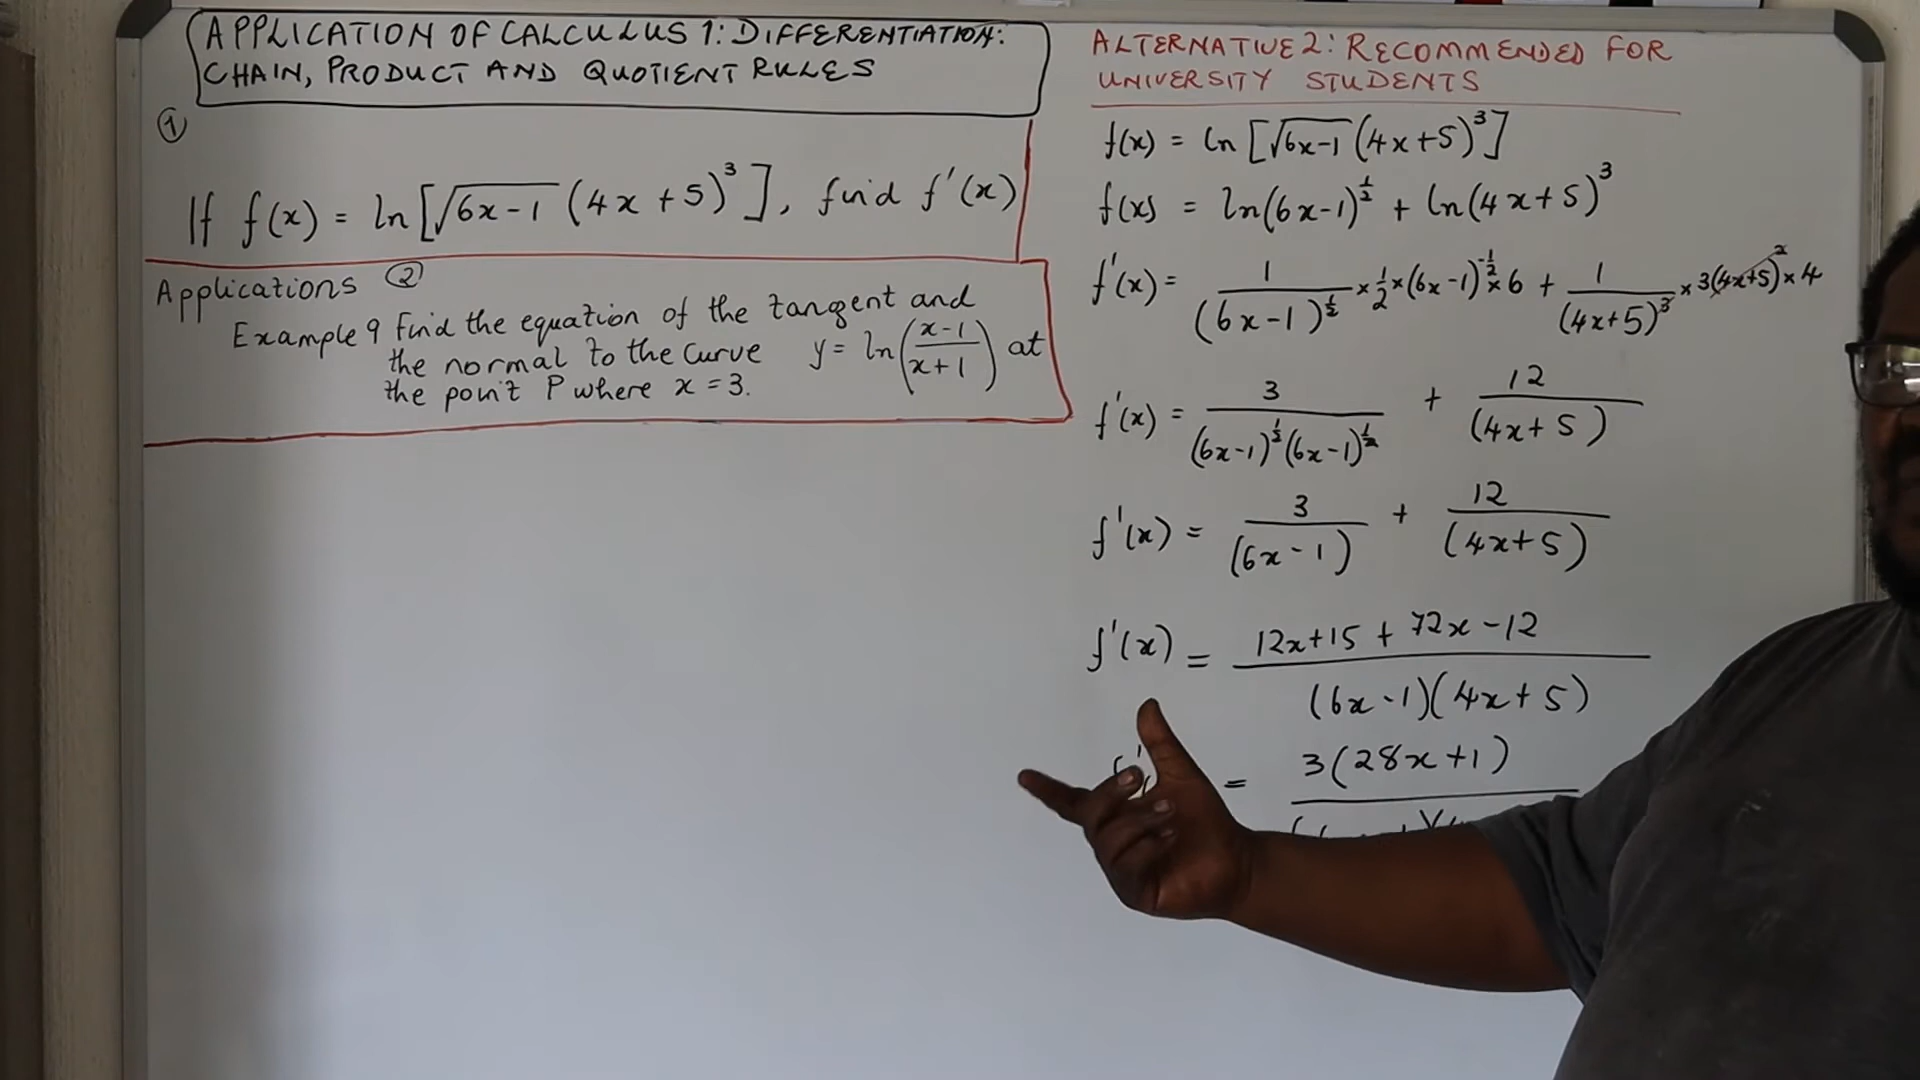 APPLICATION OF CALCULUS 1: DIFFERENTIATION:
CHAIN, PRODUCT AND QUOTIENT RULES
①
If f(x) = ln[√(6x-1) (4x+5)³], find f'(x)
Applications ②
Example 9 Find the equation of the tangent and
the normal to the curve y = ln((x-1)/(x+1)) at
the point P where x = 3.
ALTERNATIVE 2: RECOMMENDED FOR
UNIVERSITY STUDENTS
f(x) = ln[√(6x-1) (4x+5)³]
f(x) = ln(6x-1)^(1/2) + ln(4x+5)³
f'(x) = 1/(6x-1)^(1/2) × 1/2 × (6x-1)^(-1/2) × 6 + 1/(4x+5)³ × 3(4x+5)² × 4
f'(x) = 3/((6x-1)^(1/2)(6x-1)^(1/2)) + 12/(4x+5)
f'(x) = 3/(6x-1) + 12/(4x+5)
f'(x) = (12x+15 + 72x-12)/((6x-1)(4x+5))
= 3(28x+1)